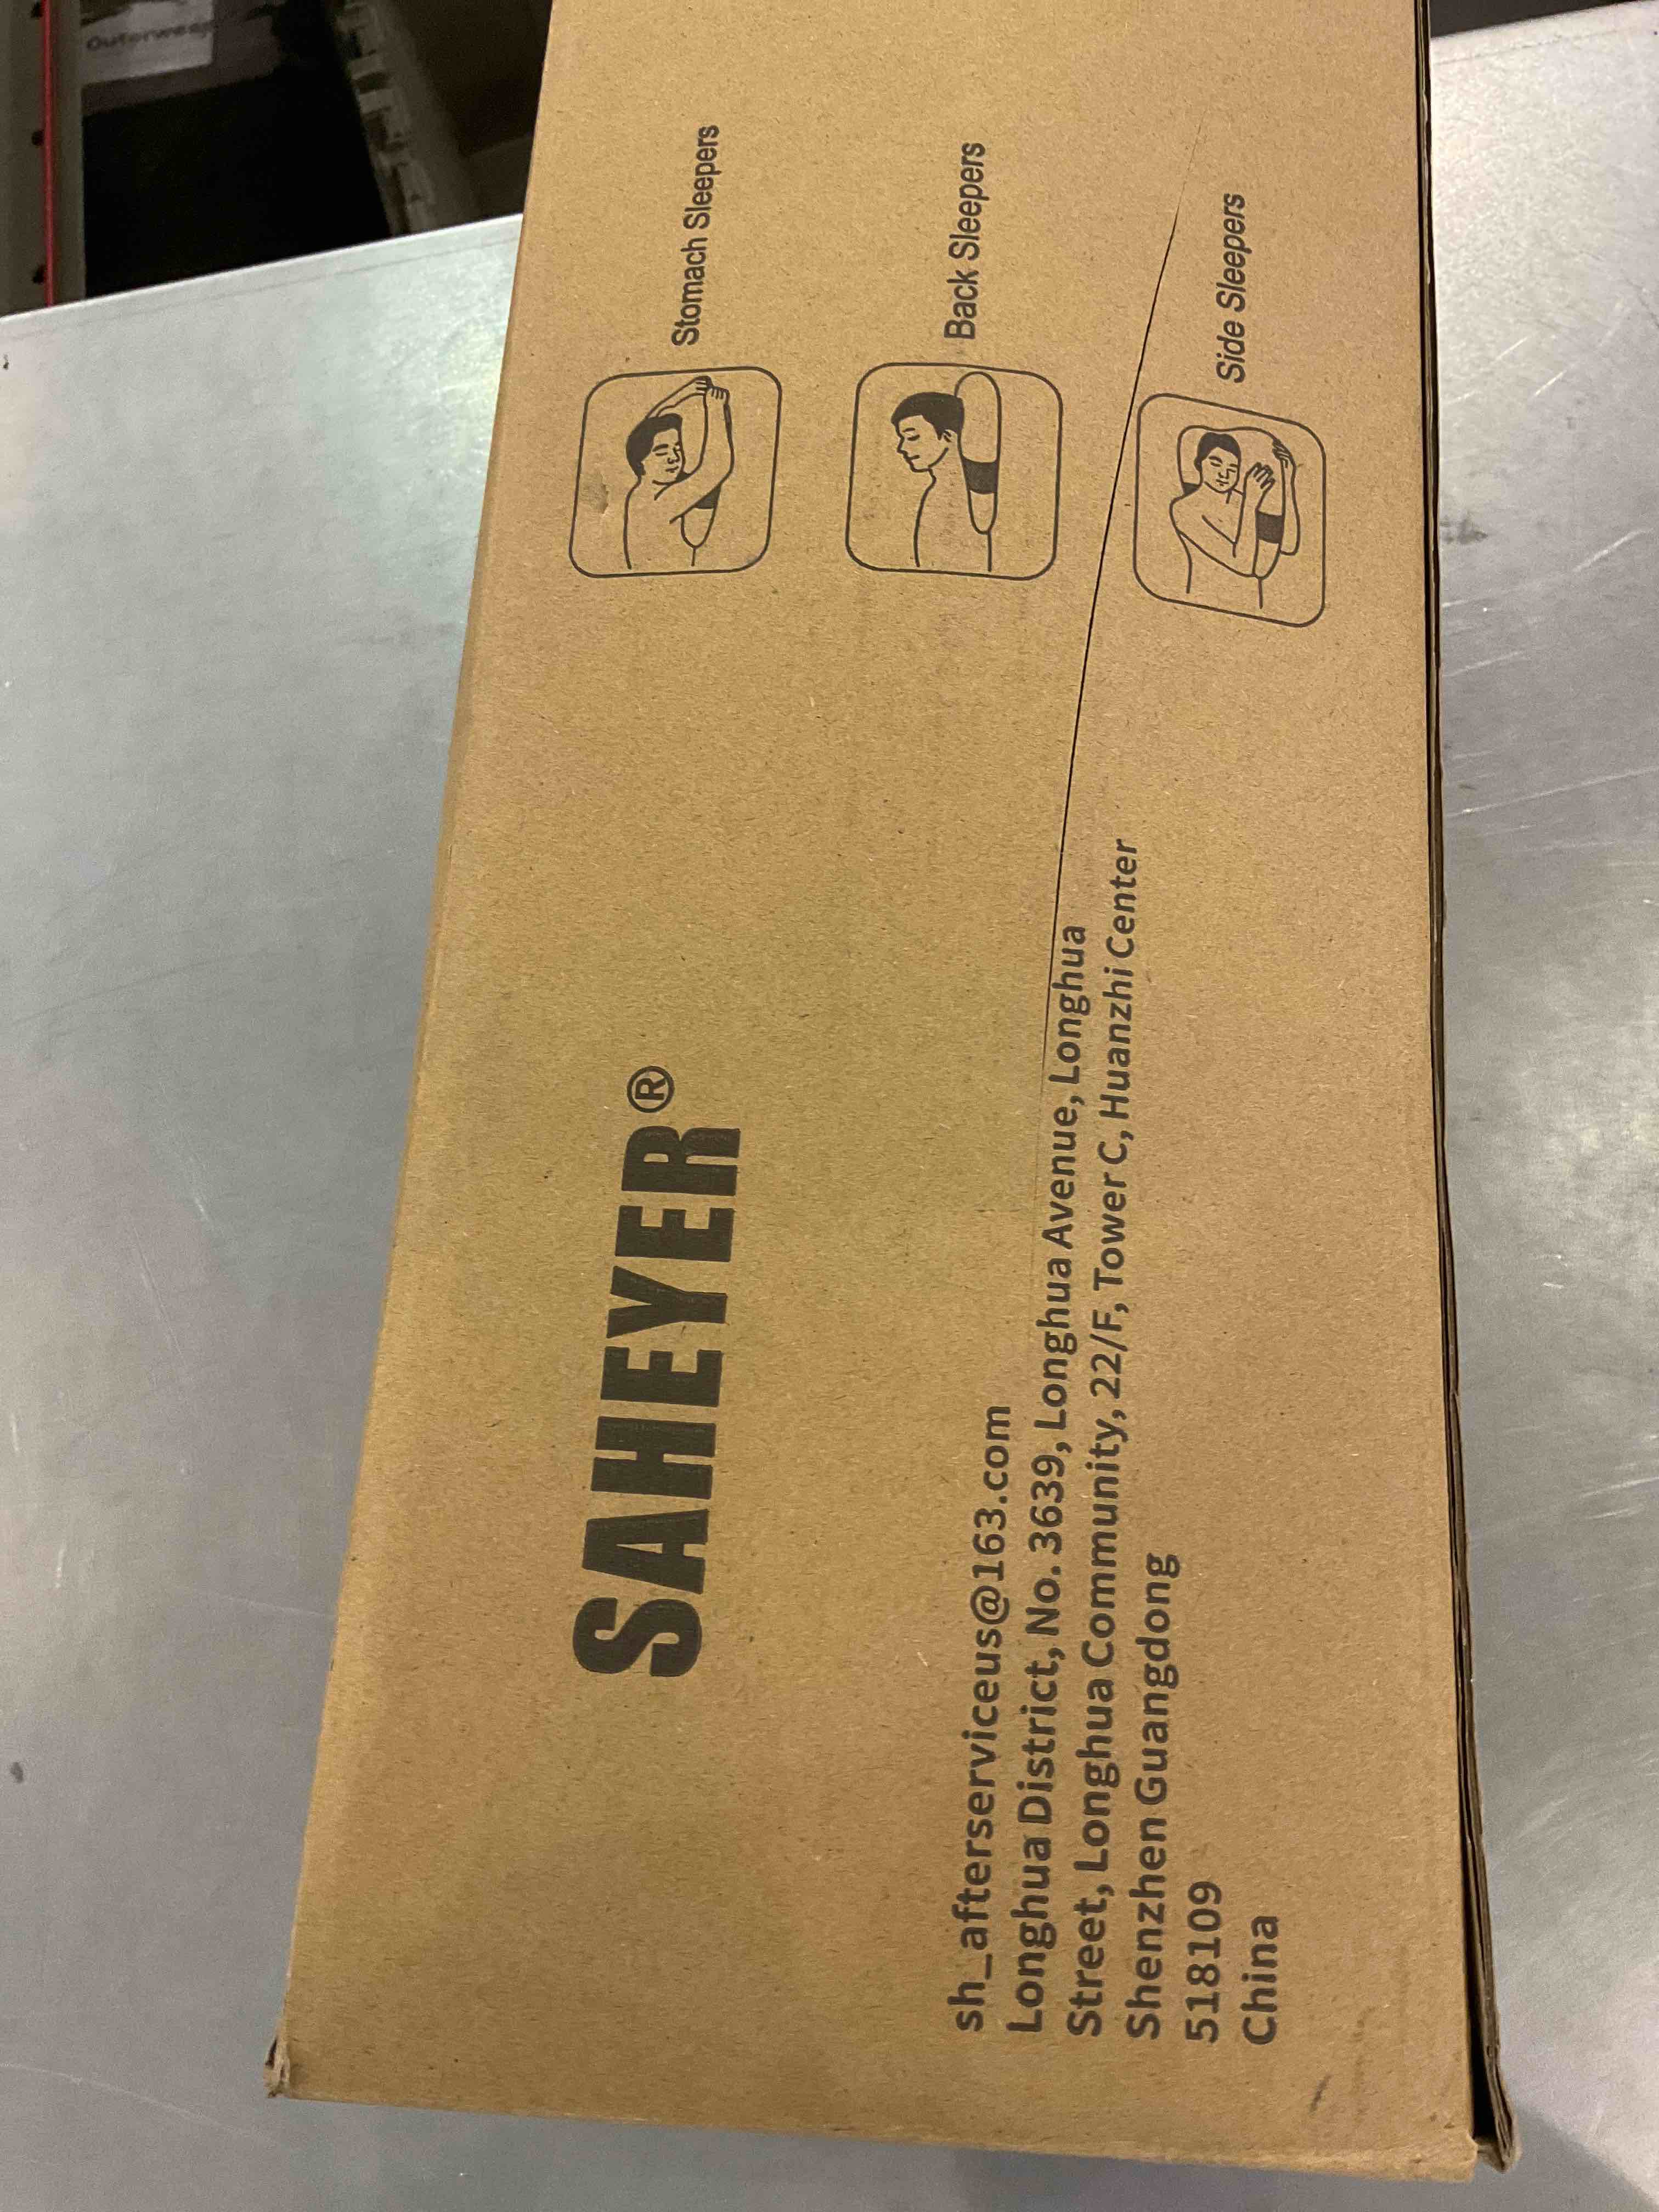 SAHEYER®
sh_afterserviceus@163.com
Longhua District, No. 3639, Longhua Avenue, Longhua
Street, Longhua Community, 22/F, Tower C, Huanzhi Center
Shenzhen Guangdong
518109
China
Stomach Sleepers
Back Sleepers
Side Sleepers